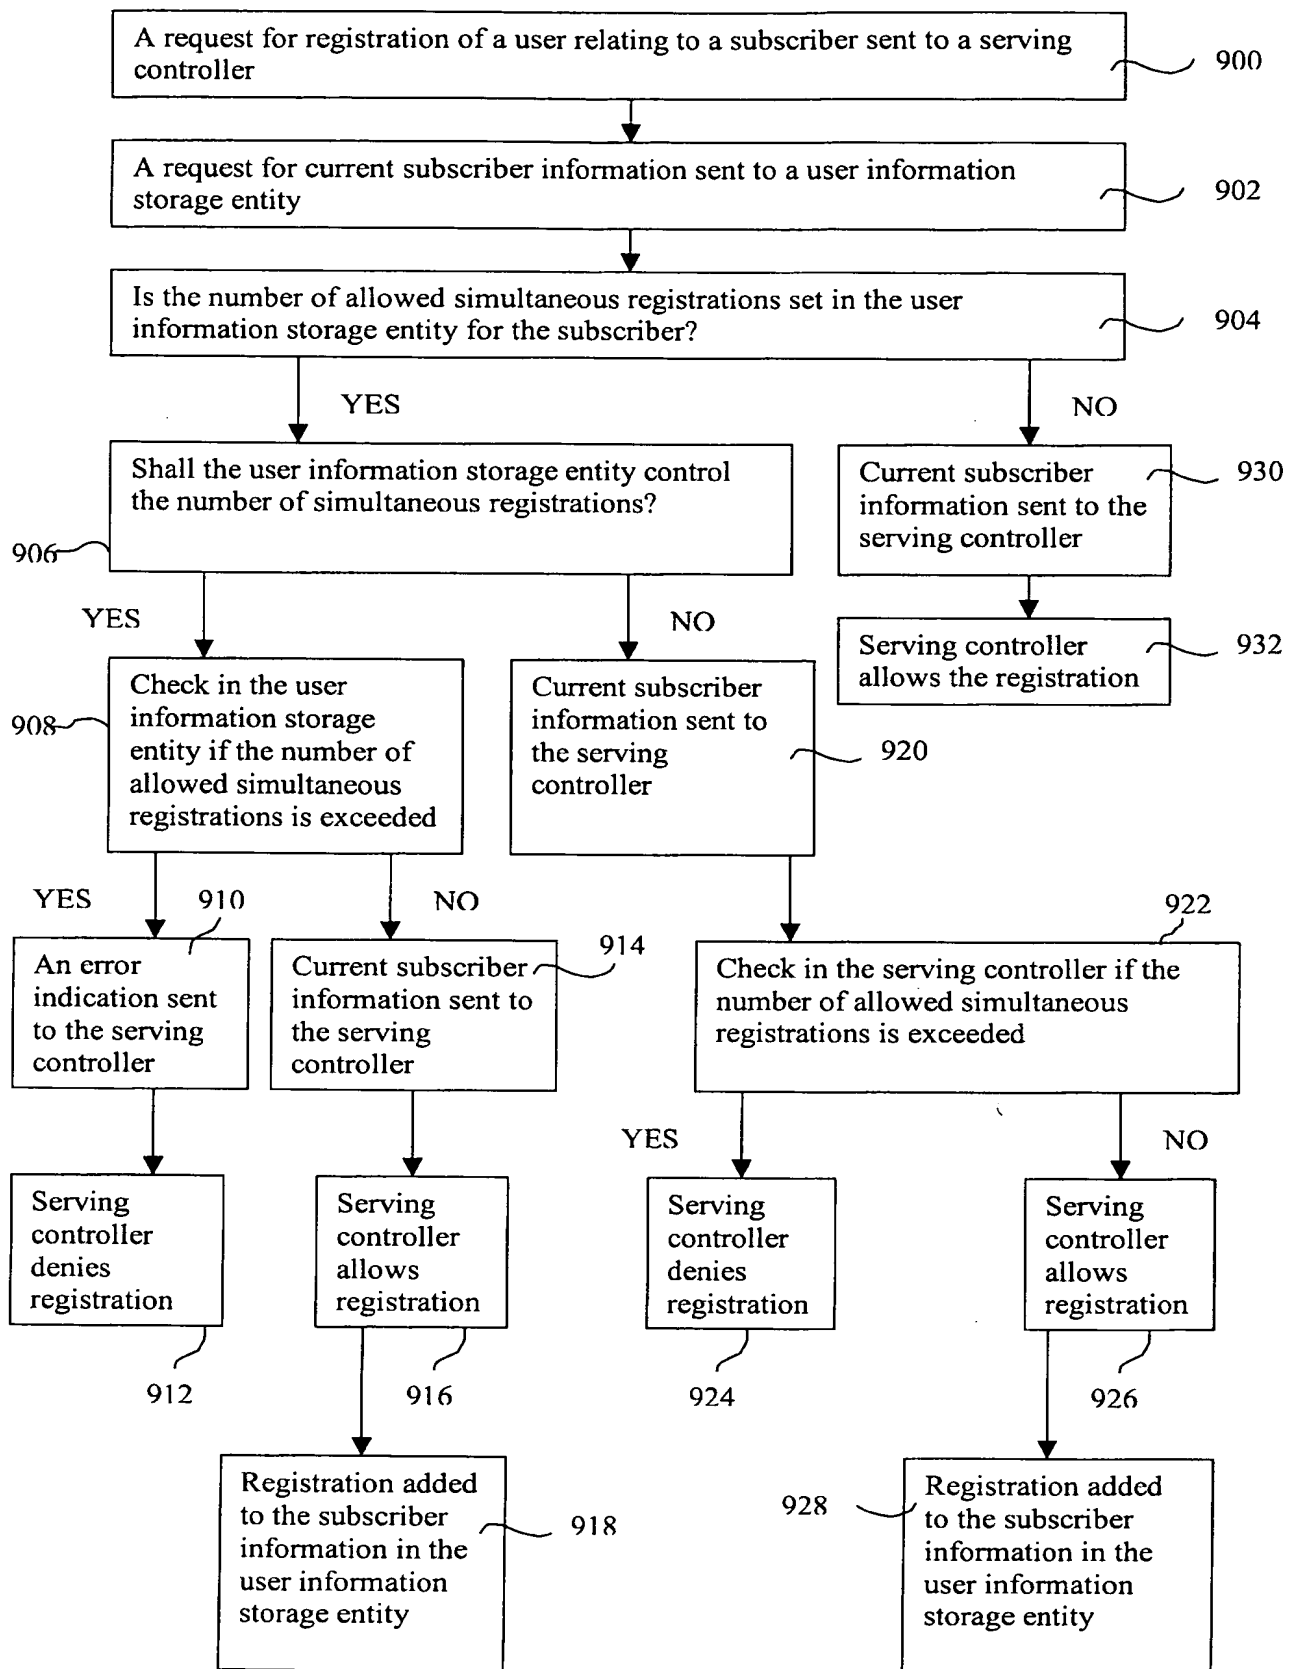 A request for registration of a user relating to a subscriber sent to a serving
controller
900
A request for current subscriber information sent to a user information
storage entity
902
Is the number of allowed simultaneous registrations set in the user
information storage entity for the subscriber?
904
YES
NO
Shall the user information storage entity control
the number of simultaneous registrations?
906
Current subscriber
information sent to the
serving controller
930
YES
NO
Serving controller
allows the registration
932
Check in the user
information storage
entity if the number of
allowed simultaneous
registrations is exceeded
908
Current subscriber
information sent to
the serving
controller
920
YES
910
NO
914
922
An error
indication sent
to the serving
controller
Current subscriber
information sent to
the serving
controller
Check in the serving controller if the
number of allowed simultaneous
registrations is exceeded
YES
NO
Serving
controller
denies
registration
912
Serving
controller
allows
registration
916
Serving
controller
denies
registration
924
Serving
controller
allows
registration
926
Registration added
to the subscriber
information in the
user information
storage entity
918
928
Registration added
to the subscriber
information in the
user information
storage entity